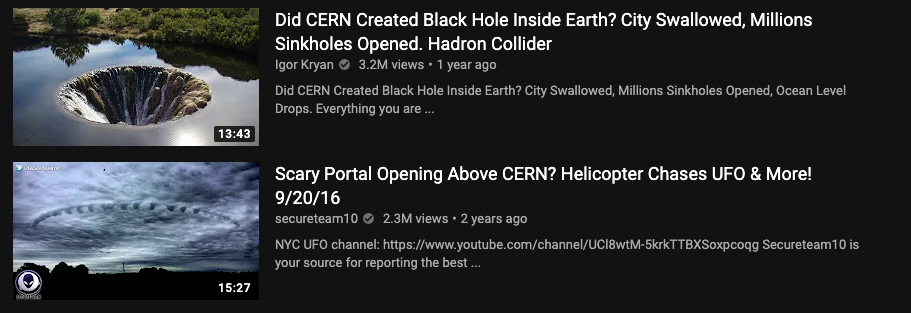 Did CERN Created Black Hole Inside Earth? City Swallowed, Millions
Sinkholes Opened. Hadron Collider
Igor Kryan 3.2M views • 1 year ago
Did CERN Created Black Hole Inside Earth? City Swallowed, Millions Sinkholes Opened, Ocean Level
Drops. Everything you are ...
13:43
@secureteam10
Scary Portal Opening Above CERN? Helicopter Chases UFO & More!
9/20/16
secureteam10 2.3M views • 2 years ago
NYC UFO channel: https://www.youtube.com/channel/UCl8wtM-5krkTTBXSoxpcoqg Secureteam10 is
your source for reporting the best ...
15:27